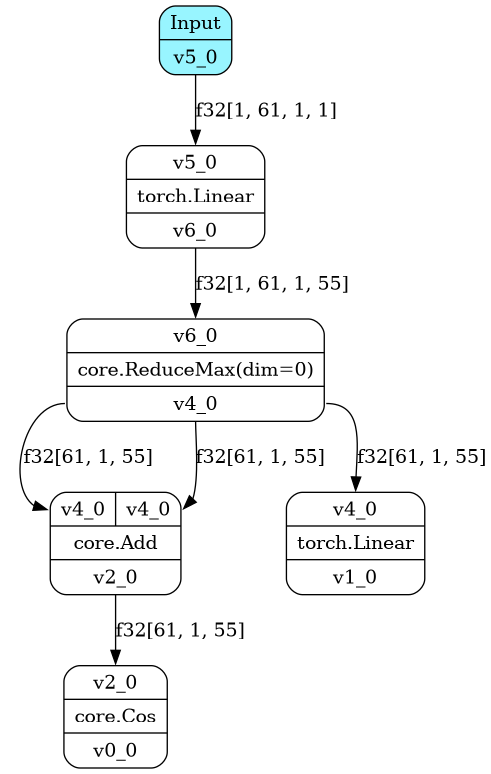 Input
v5_0
f32[1, 61, 1, 1]
v5_0
torch.Linear
v6_0
f32[1, 61, 1, 55]
v6_0
core.ReduceMax(dim=0)
v4_0
f32[61, 1, 55] f32[61, 1, 55] f32[61, 1, 55]
v4_0 v4_0
core.Add
v2_0
v4_0
torch.Linear
v1_0
f32[61, 1, 55]
v2_0
core.Cos
v0_0